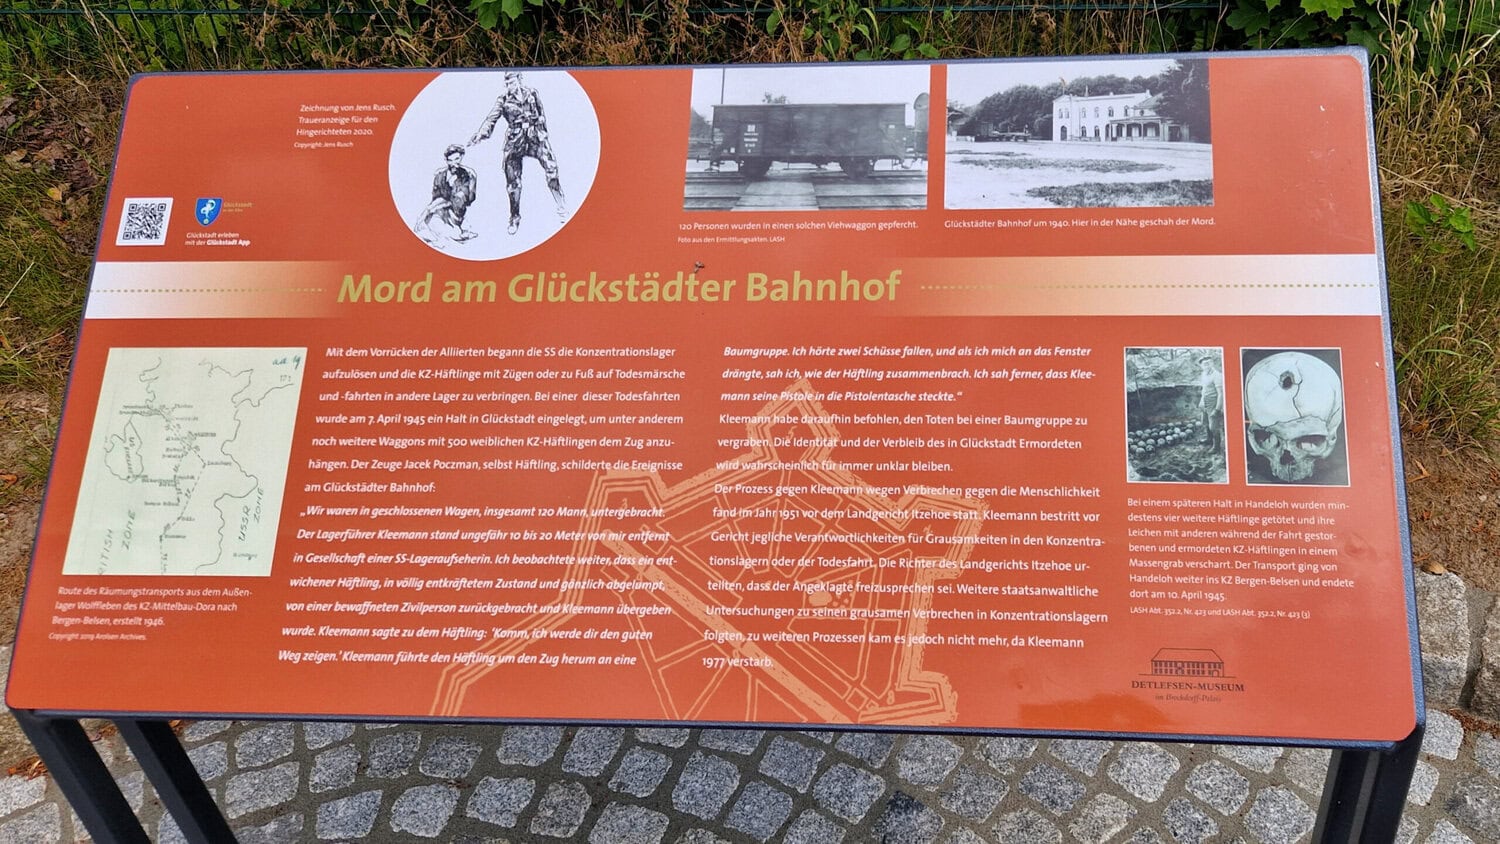 Zeichnung von Jens Rusch.
Traueranzeige für den
Hingerichteten 2020.
Copyright: Jens Rusch
Glückstadt
Glückstadt erleben
mit der Glückstadt App
120 Personen wurden in einen solchen Viehwaggon gepfercht.
Foto aus den Ermittlungsakten. LASH
Glückstädter Bahnhof um 1940. Hier in der Nähe geschah der Mord.
Mord am Glückstädter Bahnhof
BRITISH
ZONE
USSR
ZONE
Route des Räumungstransports aus dem Außen-
lager Wolffleben des KZ-Mittelbau-Dora nach
Bergen-Belsen, erstellt 1946.
Copyright 2019 Arolsen Archives.
Mit dem Vorrücken der Alliierten begann die SS die Konzentrationslager
aufzulösen und die KZ-Häftlinge mit Zügen oder zu Fuß auf Todesmärsche
und -fahrten in andere Lager zu verbringen. Bei einer dieser Todesfahrten
wurde am 7. April 1945 ein Halt in Glückstadt eingelegt, um unter anderem
noch weitere Waggons mit 500 weiblichen KZ-Häftlingen dem Zug anzu-
hängen. Der Zeuge Jacek Poczman, selbst Häftling, schilderte die Ereignisse
am Glückstädter Bahnhof:
„Wir waren in geschlossenen Wagen, insgesamt 120 Mann, untergebracht.
Der Lagerführer Kleemann stand ungefähr 10 bis 20 Meter von mir entfernt
in Gesellschaft einer SS-Lageraufseherin. Ich beobachtete weiter, dass ein ent-
wichener Häftling, in völlig entkräftetem Zustand und gänzlich abgelumpt,
von einer bewaffneten Zivilperson zurückgebracht und Kleemann übergeben
wurde. Kleemann sagte zu dem Häftling: ‘Komm, ich werde dir den guten
Weg zeigen.’ Kleemann führte den Häftling um den Zug herum an eine
Baumgruppe. Ich hörte zwei Schüsse fallen, und als ich mich an das Fenster
drängte, sah ich, wie der Häftling zusammenbrach. Ich sah ferner, dass Klee-
mann seine Pistole in die Pistolentasche steckte.“
Kleemann habe daraufhin befohlen, den Toten bei einer Baumgruppe zu
vergraben. Die Identität und der Verbleib des in Glückstadt Ermordeten
wird wahrscheinlich für immer unklar bleiben.
Der Prozess gegen Kleemann wegen Verbrechen gegen die Menschlichkeit
fand im Jahr 1951 vor dem Landgericht Itzehoe statt. Kleemann bestritt vor
Gericht jegliche Verantwortlichkeiten für Grausamkeiten in den Konzentra-
tionslagern oder der Todesfahrt. Die Richter des Landgerichts Itzehoe ur-
teilten, dass der Angeklagte freizusprechen sei. Weitere staatsanwaltliche
Untersuchungen zu seinen grausamen Verbrechen in Konzentrationslagern
folgten, zu weiteren Prozessen kam es jedoch nicht mehr, da Kleemann
1977 verstarb.
Bei einem späteren Halt in Handeloh wurden min-
destens vier weitere Häftlinge getötet und ihre
Leichen mit anderen während der Fahrt gestor-
benen und ermordeten KZ-Häftlingen in einem
Massengrab verscharrt. Der Transport ging von
Handeloh weiter ins KZ Bergen-Belsen und endete
dort am 10. April 1945.
LASH Abt. 352.2, Nr. 423 und LASH Abt. 352.2, Nr. 423 (3)
DETLEFSEN-MUSEUM
im Brockdorff-Palais